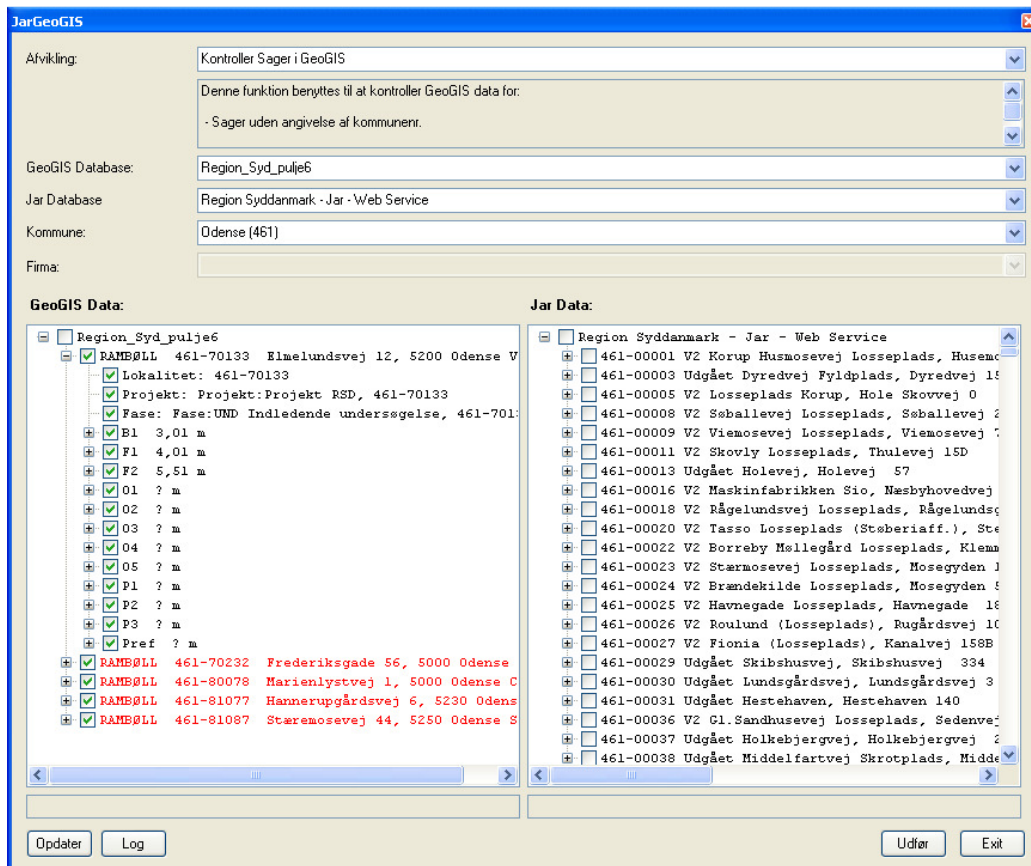 JarGeoGIS
Afvikling:
Kontroller Sager i GeoGIS
Denne funktion benyttes til at kontroller GeoGIS data for:
- Sager uden angivelse af kommunenr.
GeoGIS Database:
Region_Syd_pulje6
Jar Database
Region Syddanmark - Jar - Web Service
Kommune:
Odense (461)
Firma:
GeoGIS Data:
Region_Syd_pulje6
RAMBØLL 461-70133 Elmelundsvej 12, 5200 Odense V
Lokalitet: 461-70133
Projekt: Projekt:Projekt RSD, 461-70133
Fase: Fase:UND Indledende undersøgelse, 461-701
B1 3,01 m
F1 4,01 m
F2 5,51 m
O1 ? m
O2 ? m
O3 ? m
O4 ? m
O5 ? m
P1 ? m
P2 ? m
P3 ? m
Pref ? m
RAMBØLL 461-70232 Frederiksgade 56, 5000 Odense
RAMBØLL 461-80078 Marienlystvej 1, 5000 Odense C
RAMBØLL 461-81077 Hannerupgårdsvej 6, 5230 Odens
RAMBØLL 461-81087 Stæremosevej 44, 5250 Odense S
Jar Data:
Region Syddanmark - Jar - Web Service
461-00001 V2 Korup Husmosevej Losseplads, Husemo
461-00003 Udgået Dyredvej Fyldplads, Dyredvej 15
461-00005 V2 Losseplads Korup, Hole Skovvej 0
461-00008 V2 Søballevej Losseplads, Søballevej 2
461-00009 V2 Viemosevej Losseplads, Viemosevej 7
461-00011 V2 Skovly Losseplads, Thulevej 15D
461-00013 Udgået Holevej, Holevej 57
461-00016 V2 Maskinfabrikken Sio, Næsbyhovedvej
461-00018 V2 Rågelundsvej Losseplads, Rågelundsg
461-00020 V2 Tasso Losseplads (Støberiaff.), Ste
461-00022 V2 Borreby Møllegård Losseplads, Klemm
461-00023 V2 Stærmosevej Losseplads, Mosegyden 1
461-00024 V2 Brændekilde Losseplads, Mosegyden 5
461-00025 V2 Havnegade Losseplads, Havnegade 18
461-00026 V2 Roulund (Losseplads), Rugårdsvej 10
461-00027 V2 Fionia (Losseplads), Kanalvej 158B
461-00029 Udgået Skibshusvej, Skibshusvej 334
461-00030 Udgået Lundsgårdsvej, Lundsgårdsvej 3
461-00031 Udgået Hestehaven, Hestehaven 140
461-00036 V2 Gl.Sandhusevej Losseplads, Sedenvej
461-00037 Udgået Holkebjergvej, Holkebjergvej 2
461-00038 Udgået Middelfartvej Skrotplads, Midde
Opdater
Log
Udfør
Exit